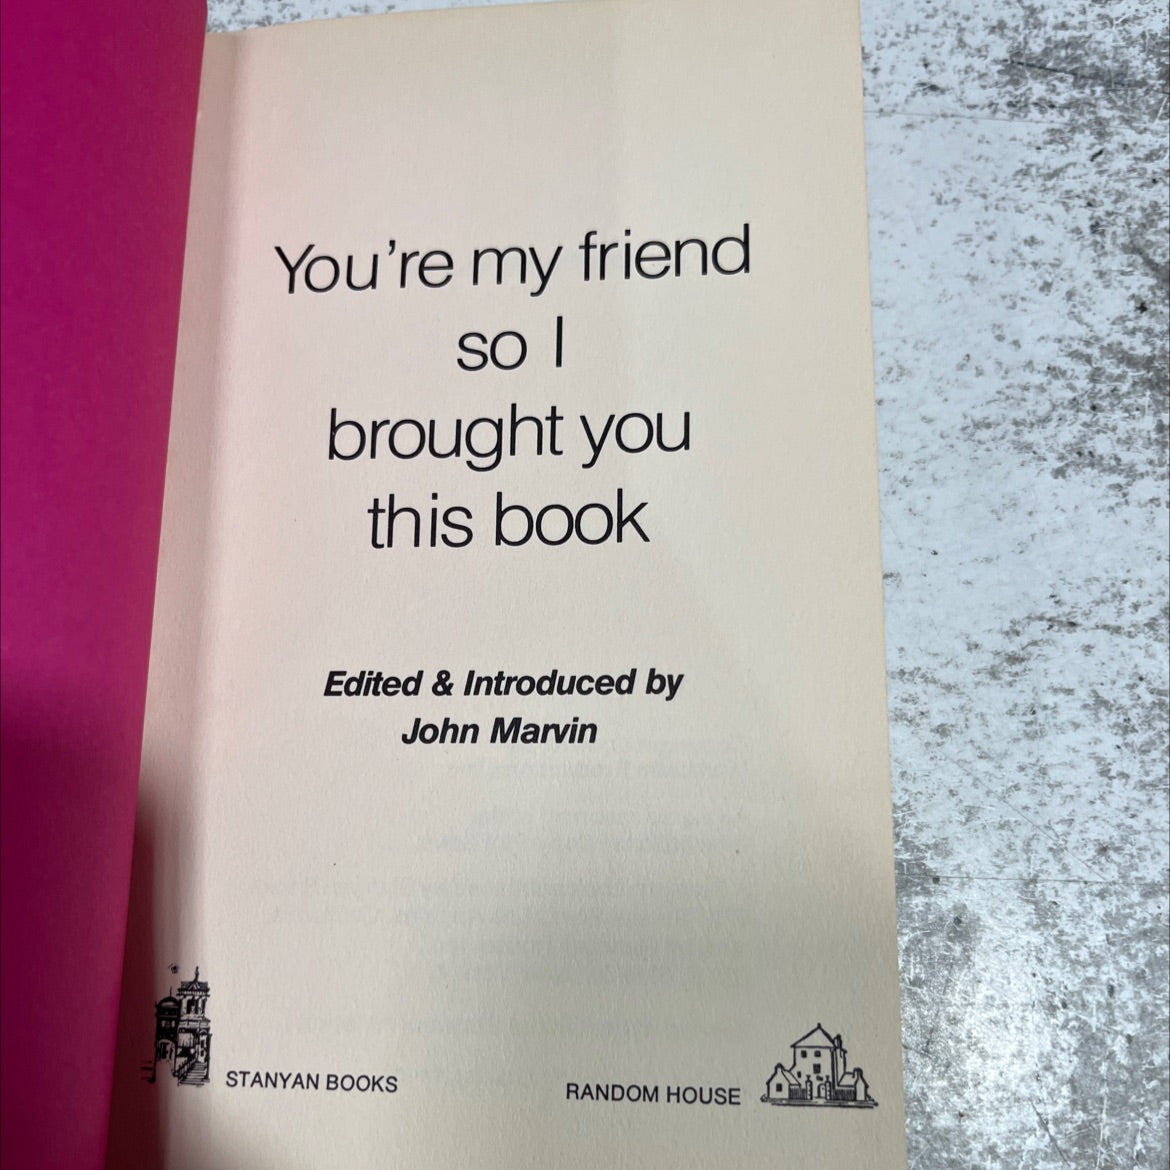 You're my friend
so I
brought you
this book
Edited & Introduced by
John Marvin
STANYAN BOOKS
RANDOM HOUSE